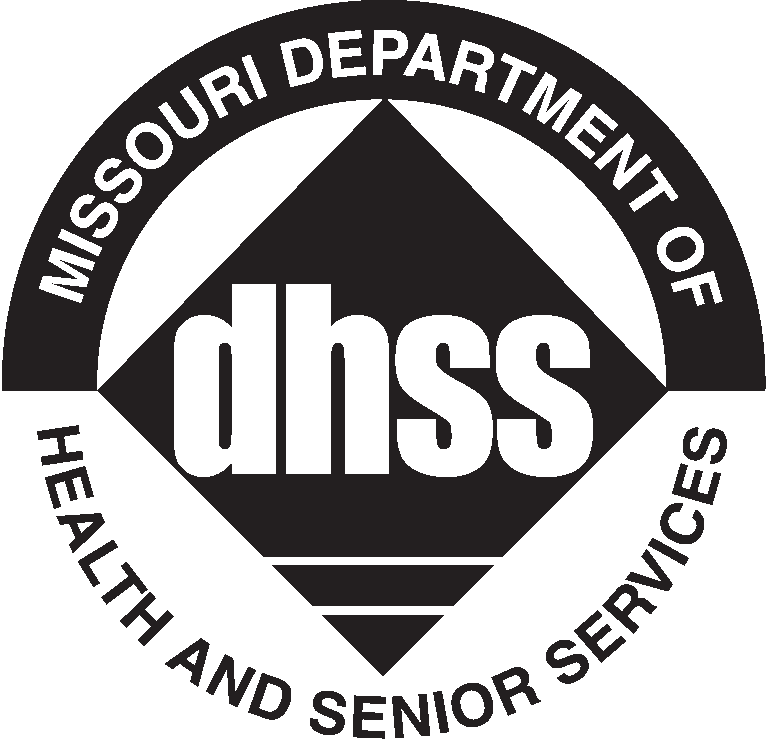 MISSOURI DEPARTMENT OF
dhss
HEALTH AND SENIOR SERVICES